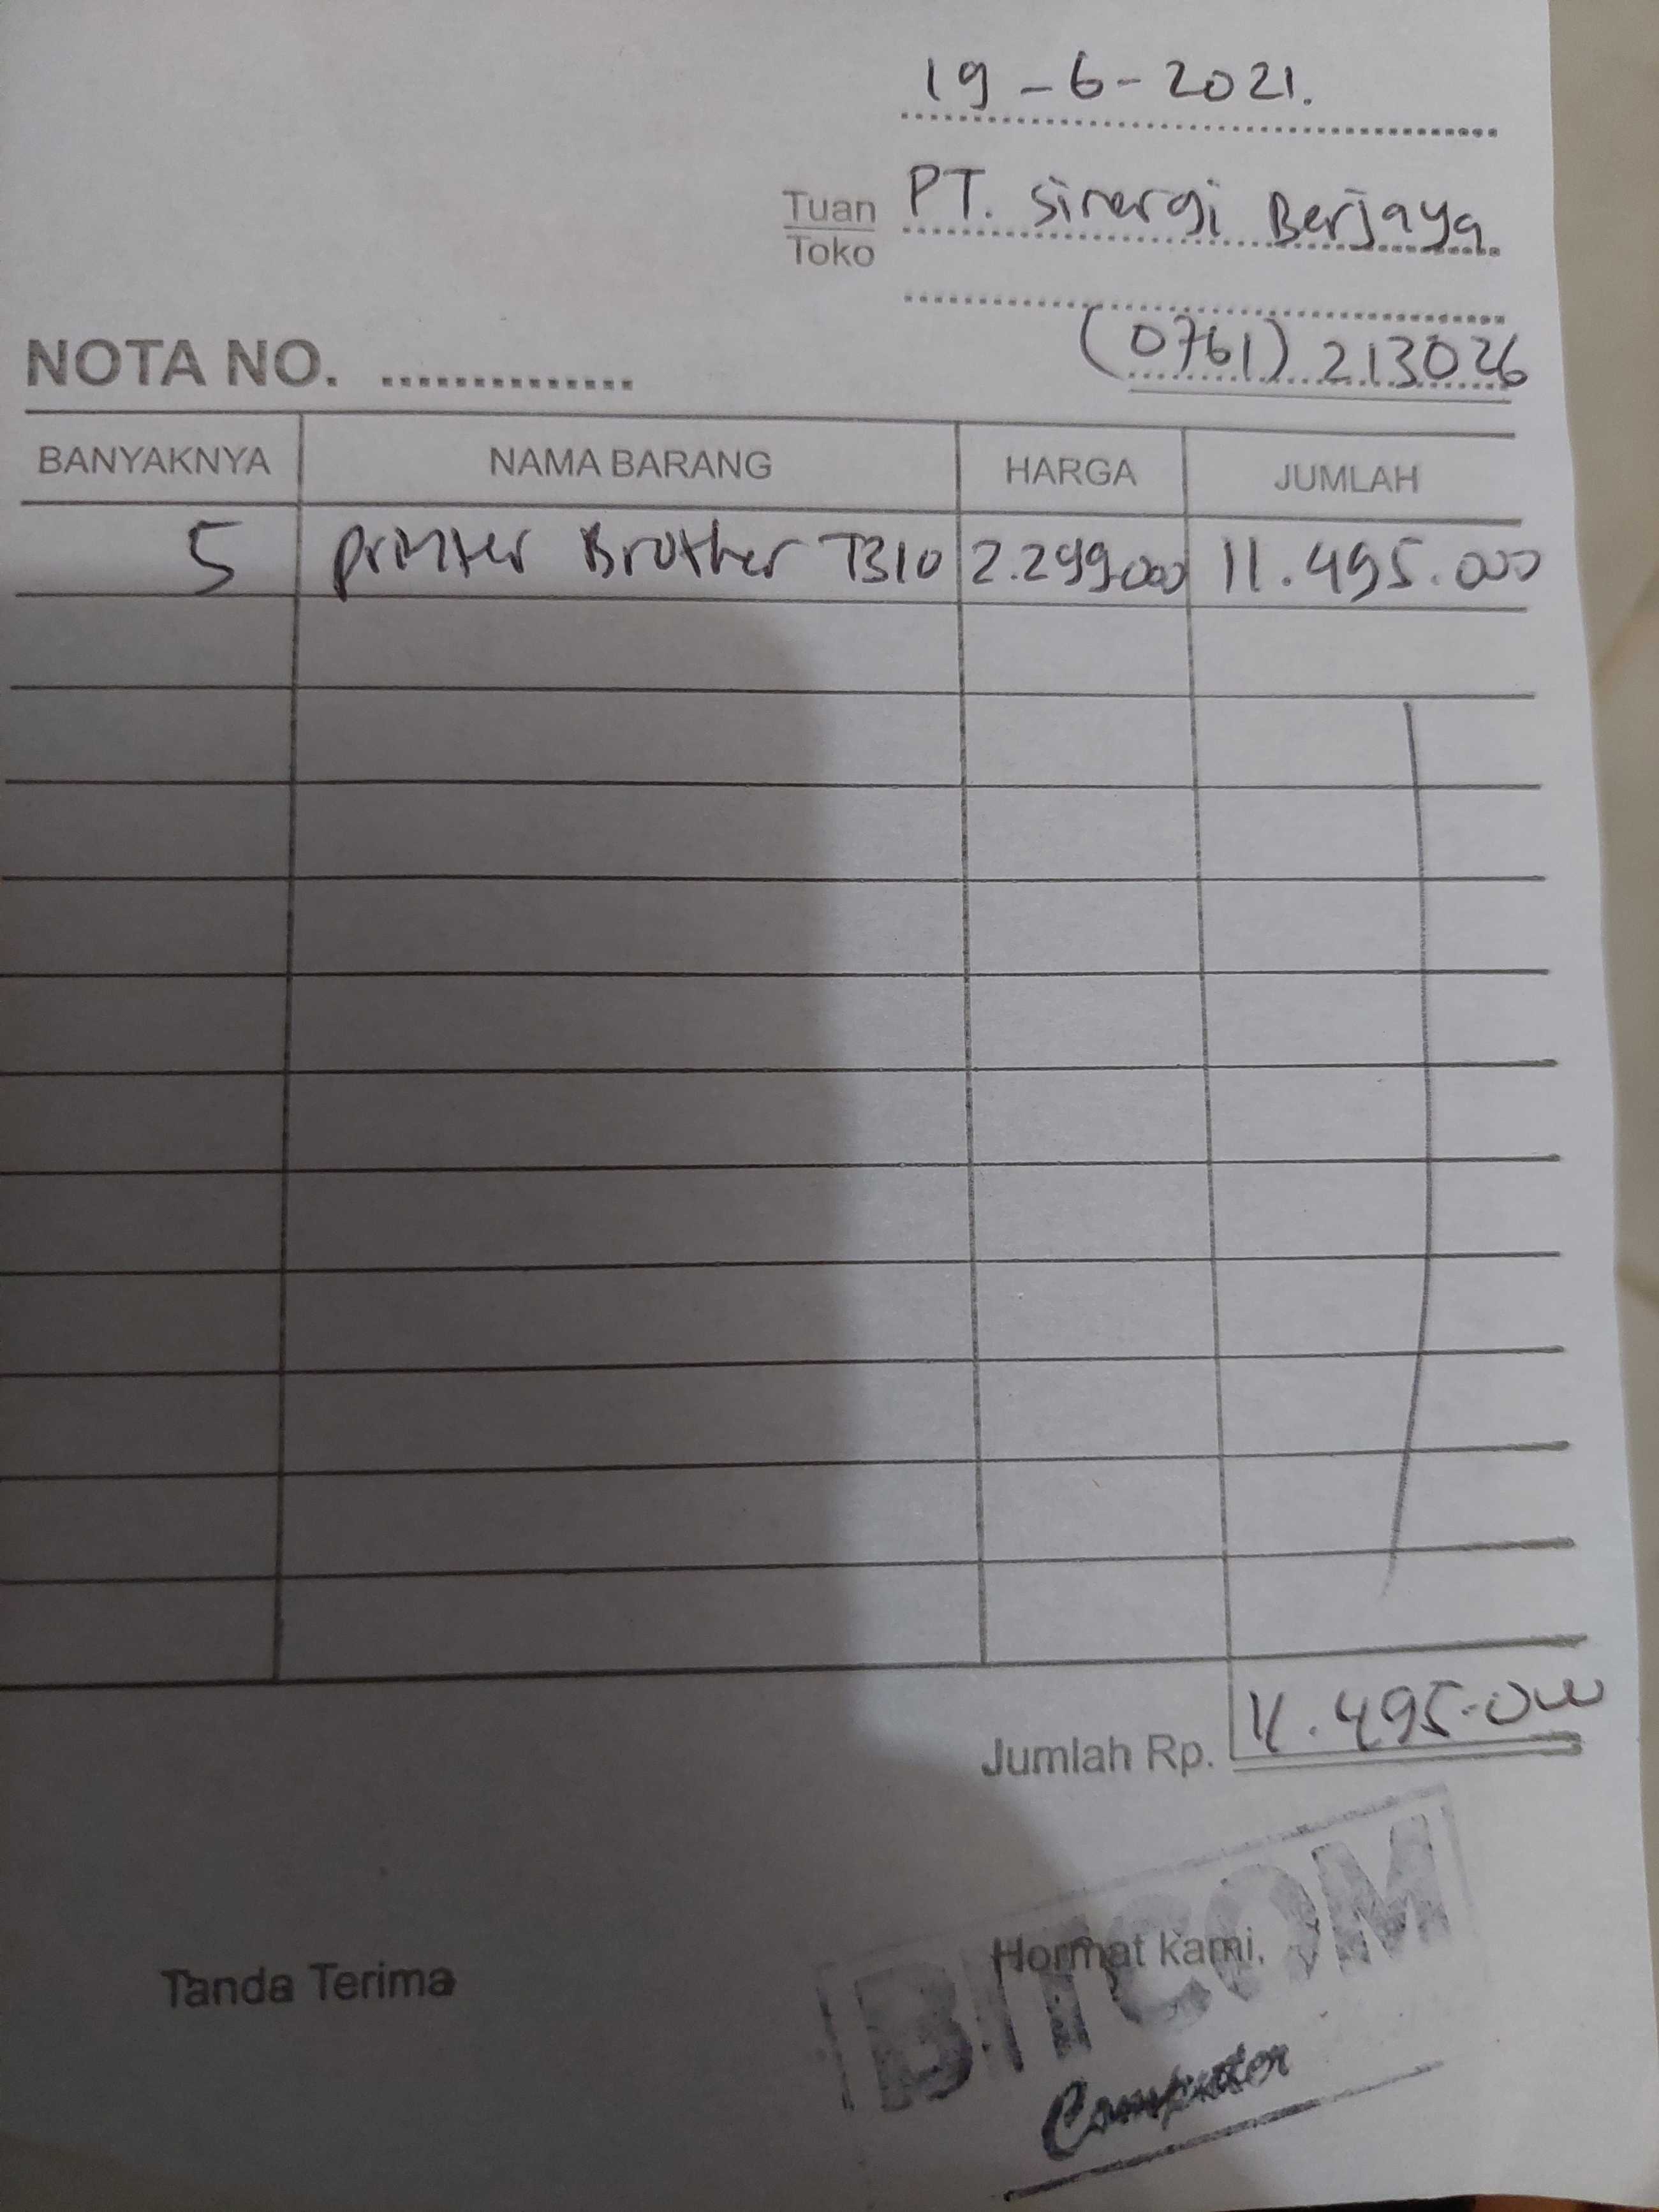 19-6-2021.
Tuan PT. Sinergi Berjaya
Toko
(0761) 213026
NOTA NO. ..............
BANYAKNYA NAMA BARANG HARGA JUMLAH
5 printer Brother T310 2.299.000 11.495.000
Jumlah Rp. 11.495.000
Tanda Terima Hormat kami,
BITCOM
Computer